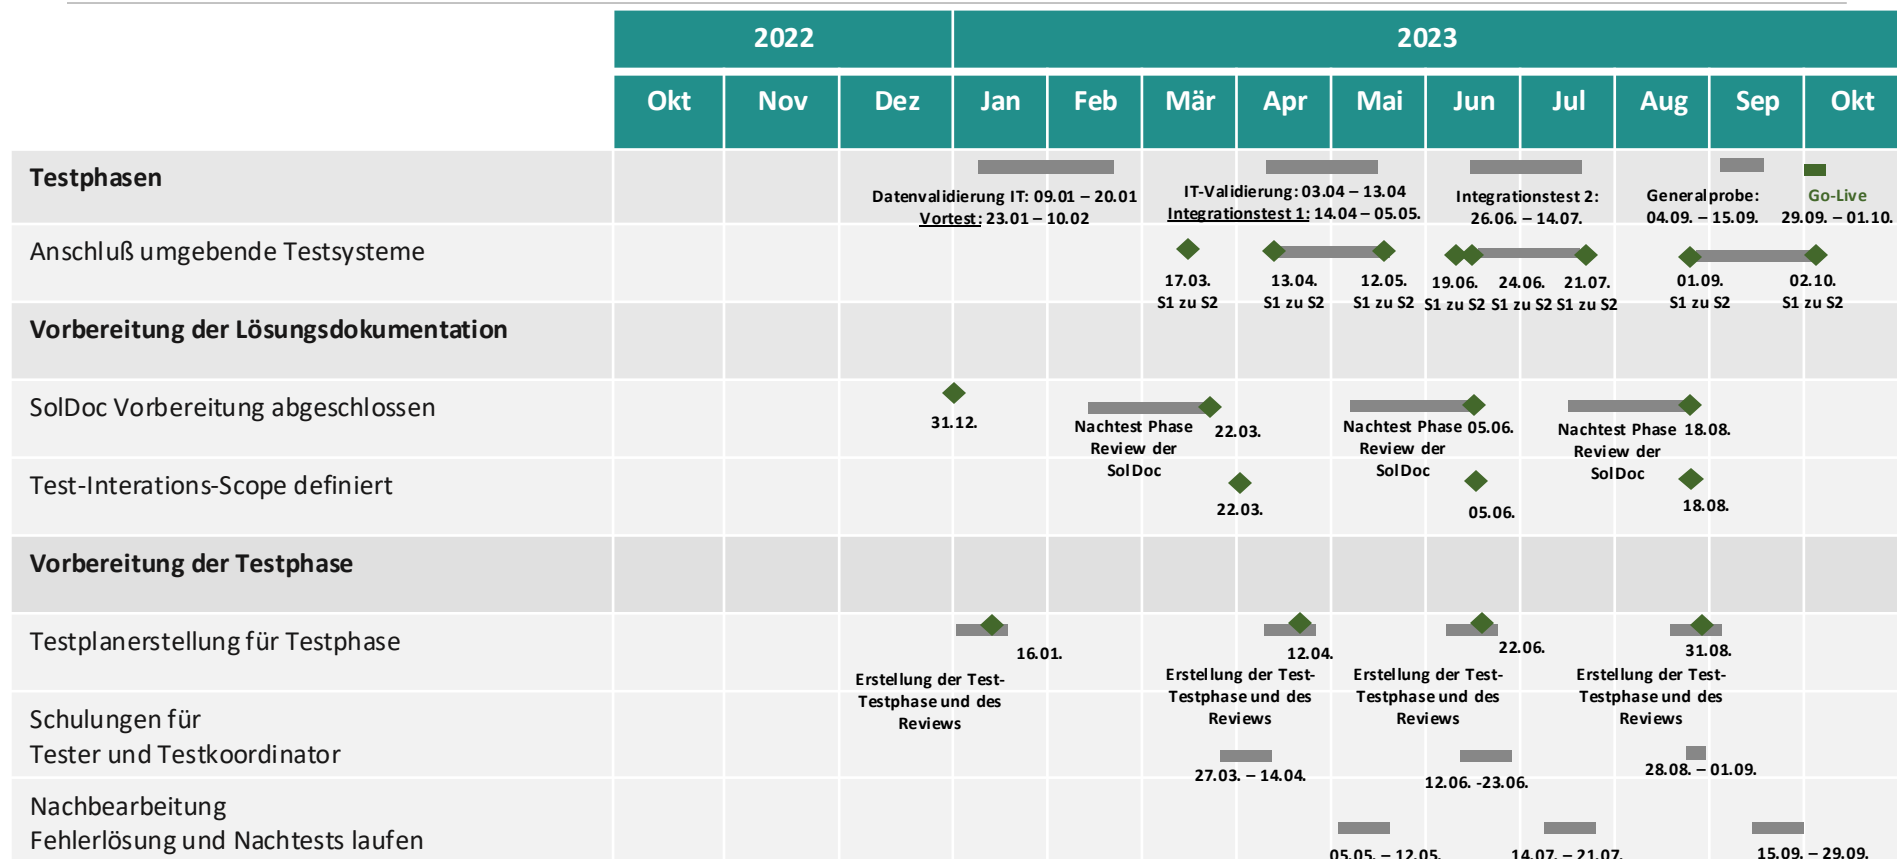 2022 2023
Okt Nov Dez Jan Feb Mär Apr Mai Jun Jul Aug Sep Okt
Testphasen
Datenvalidierung IT: 09.01 – 20.01
Vortest: 23.01 – 10.02
IT-Validierung: 03.04 – 13.04
Integrationstest 1: 14.04 – 05.05.
Integrationstest 2:
26.06. – 14.07.
Generalprobe:
04.09. – 15.09.
Go-Live
29.09. – 01.10.
Anschluß umgebende Testsysteme
17.03. 13.04. 12.05. 19.06. 24.06. 21.07. 01.09. 02.10.
S1 zu S2 S1 zu S2 S1 zu S2 S1 zu S2 S1 zu S2 S1 zu S2 S1 zu S2 S1 zu S2
Vorbereitung der Lösungsdokumentation
SolDoc Vorbereitung abgeschlossen
31.12.
Nachtest Phase
Review der
SolDoc
22.03.
Nachtest Phase
Review der
SolDoc
05.06.
Nachtest Phase
Review der
SolDoc
18.08.
Test-Interations-Scope definiert
22.03. 05.06. 18.08.
Vorbereitung der Testphase
Testplanerstellung für Testphase
16.01. 12.04. 22.06. 31.08.
Erstellung der Test-
Testphase und des
Reviews
Erstellung der Test-
Testphase und des
Reviews
Erstellung der Test-
Testphase und des
Reviews
Erstellung der Test-
Testphase und des
Reviews
Schulungen für
Tester und Testkoordinator
27.03. – 14.04. 12.06. -23.06. 28.08. – 01.09.
Nachbearbeitung
Fehlerlösung und Nachtests laufen
05.05. – 12.05. 14.07. – 21.07. 15.09. – 29.09.